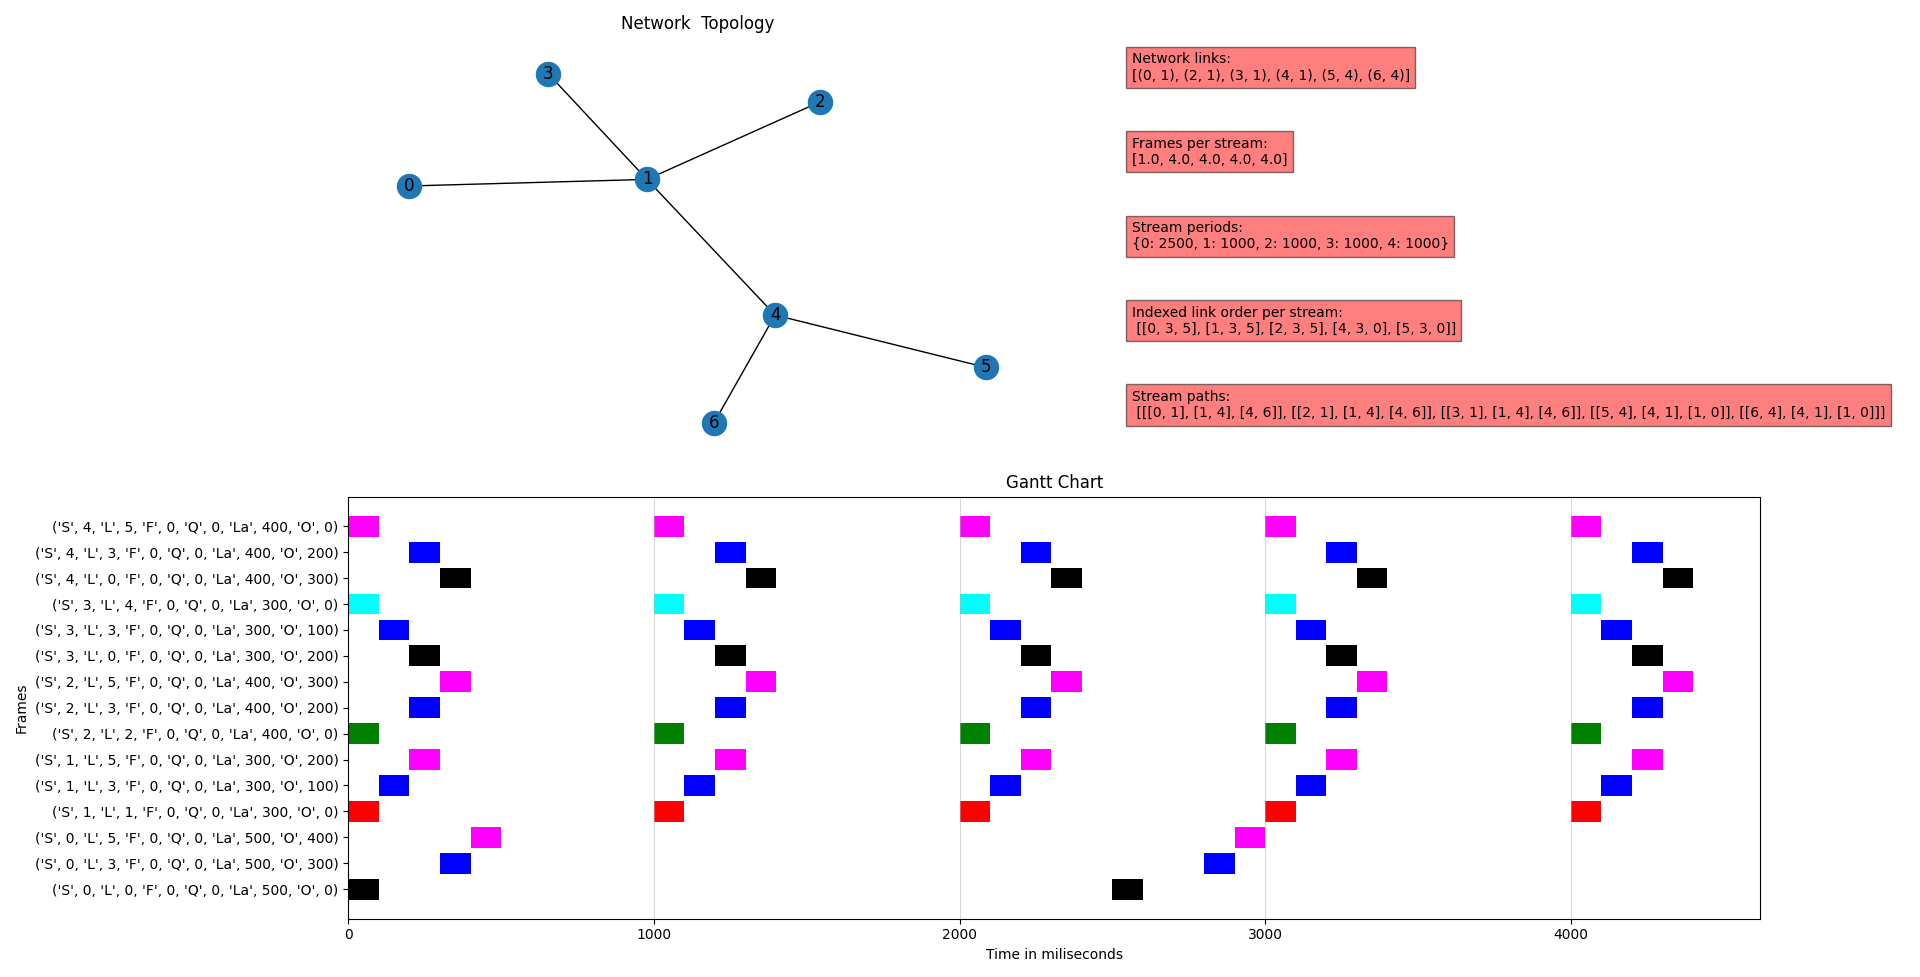 Network  Topology
3
2
0
1
4
5
6
Network links:
[(0, 1), (2, 1), (3, 1), (4, 1), (5, 4), (6, 4)]
Frames per stream:
[1.0, 4.0, 4.0, 4.0, 4.0]
Stream periods:
{0: 2500, 1: 1000, 2: 1000, 3: 1000, 4: 1000}
Indexed link order per stream:
[[0, 3, 5], [1, 3, 5], [2, 3, 5], [4, 3, 0], [5, 3, 0]]
Stream paths:
[[[0, 1], [1, 4], [4, 6]], [[2, 1], [1, 4], [4, 6]], [[3, 1], [1, 4], [4, 6]], [[5, 4], [4, 1], [1, 0]], [[6, 4], [4, 1], [1, 0]]]
Gantt Chart
Frames
('S', 4, 'L', 5, 'F', 0, 'Q', 0, 'La', 400, 'O', 0)
('S', 4, 'L', 3, 'F', 0, 'Q', 0, 'La', 400, 'O', 200)
('S', 4, 'L', 0, 'F', 0, 'Q', 0, 'La', 400, 'O', 300)
('S', 3, 'L', 4, 'F', 0, 'Q', 0, 'La', 300, 'O', 0)
('S', 3, 'L', 3, 'F', 0, 'Q', 0, 'La', 300, 'O', 100)
('S', 3, 'L', 0, 'F', 0, 'Q', 0, 'La', 300, 'O', 200)
('S', 2, 'L', 5, 'F', 0, 'Q', 0, 'La', 400, 'O', 300)
('S', 2, 'L', 3, 'F', 0, 'Q', 0, 'La', 400, 'O', 200)
('S', 2, 'L', 2, 'F', 0, 'Q', 0, 'La', 400, 'O', 0)
('S', 1, 'L', 5, 'F', 0, 'Q', 0, 'La', 300, 'O', 200)
('S', 1, 'L', 3, 'F', 0, 'Q', 0, 'La', 300, 'O', 100)
('S', 1, 'L', 1, 'F', 0, 'Q', 0, 'La', 300, 'O', 0)
('S', 0, 'L', 5, 'F', 0, 'Q', 0, 'La', 500, 'O', 400)
('S', 0, 'L', 3, 'F', 0, 'Q', 0, 'La', 500, 'O', 300)
('S', 0, 'L', 0, 'F', 0, 'Q', 0, 'La', 500, 'O', 0)
0 1000 2000 3000 4000
Time in miliseconds